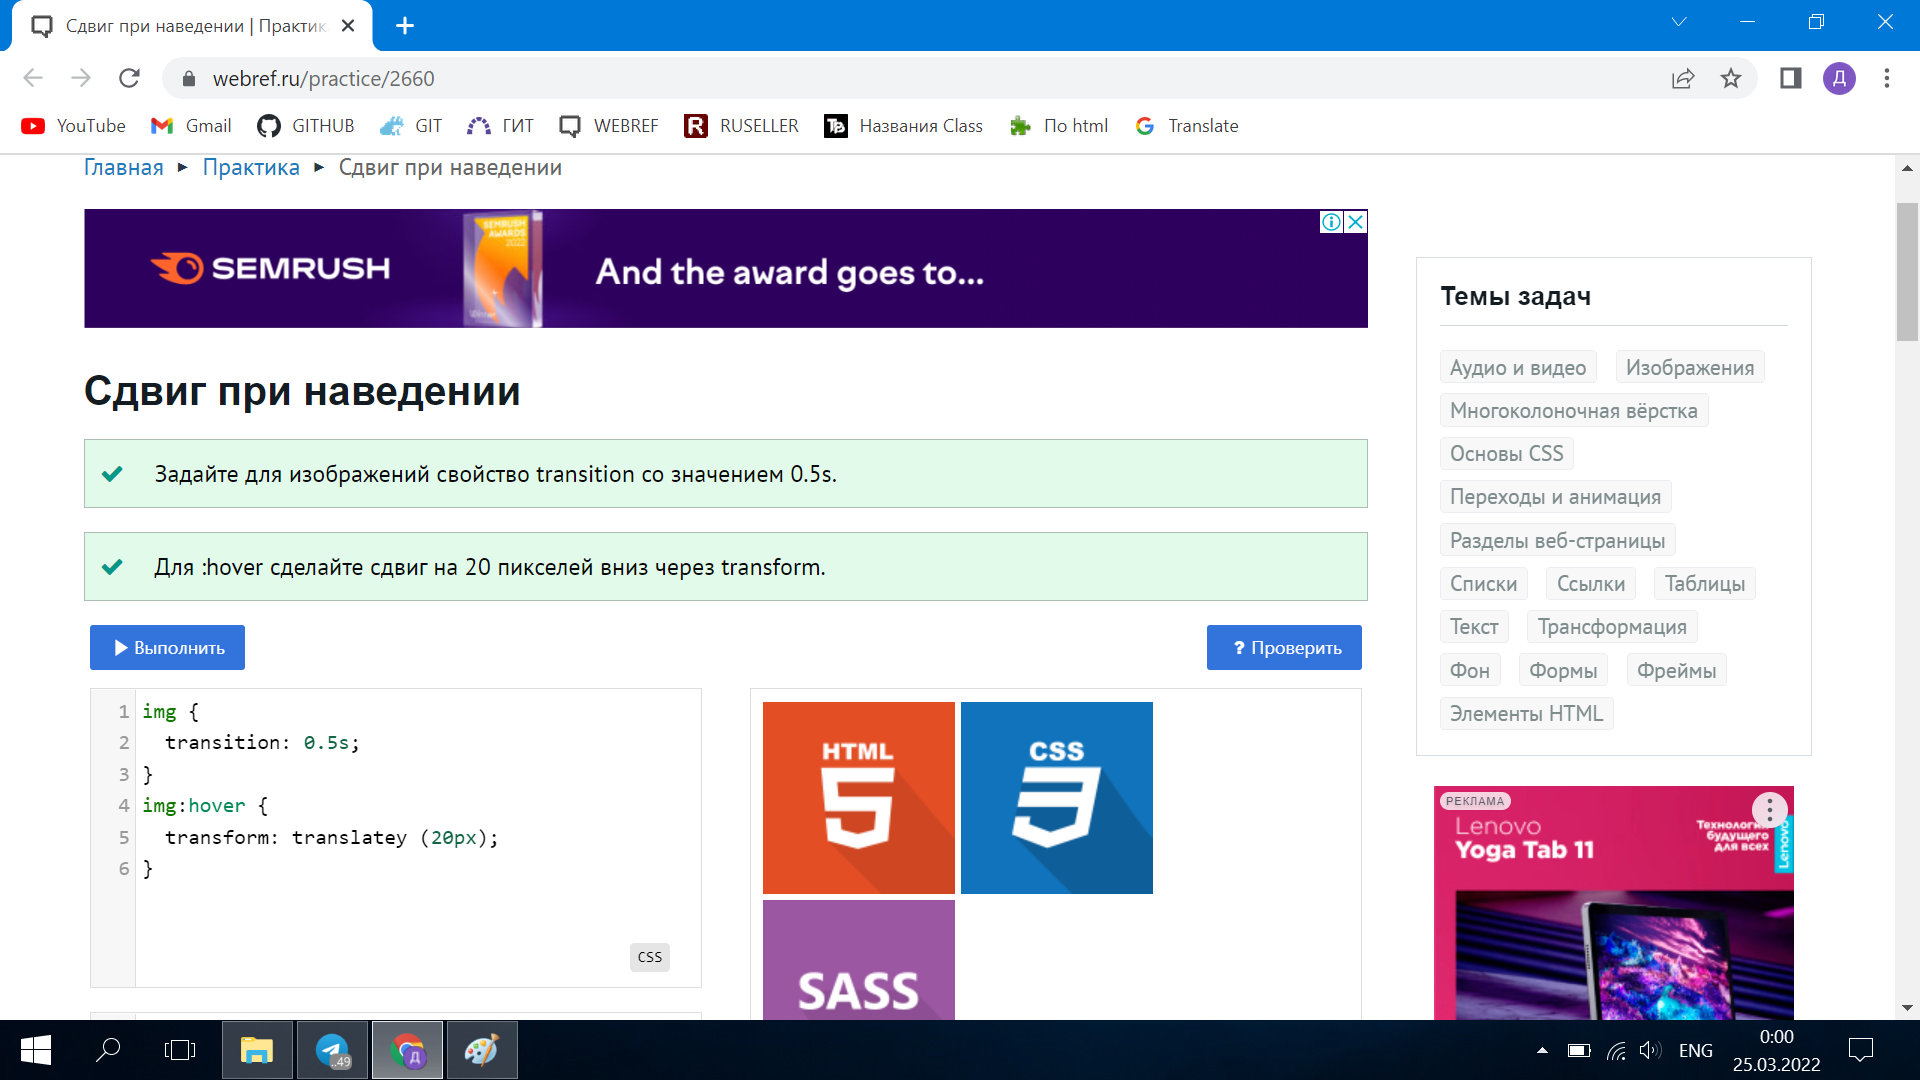 Сдвиг при наведении | Практик
webref.ru/practice/2660
Д
YouTube
Gmail
GITHUB
GIT
ГИТ
WEBREF
RUSELLER
Названия Class
По html
Translate
Главная ► Практика ► Сдвиг при наведении
SEMRUSH
SEMRUSH
AWARDS
2022
Winner
And the award goes to...
Сдвиг при наведении
Задайте для изображений свойство transition со значением 0.5s.
Для :hover сделайте сдвиг на 20 пикселей вниз через transform.
Выполнить
? Проверить
1 img {
2 transition: 0.5s;
3 }
4 img:hover {
5 transform: translatey (20px);
6 }
CSS
HTML
5
CSS
3
SASS
Темы задач
Аудио и видео
Изображения
Многоколоночная вёрстка
Основы CSS
Переходы и анимация
Разделы веб-страницы
Списки
Ссылки
Таблицы
Текст
Трансформация
Фон
Формы
Фреймы
Элементы HTML
РЕКЛАМА
Lenovo
Yoga Tab 11
Технологии
будущего
для всех
Lenovo
..49
Д
ENG
0:00
25.03.2022